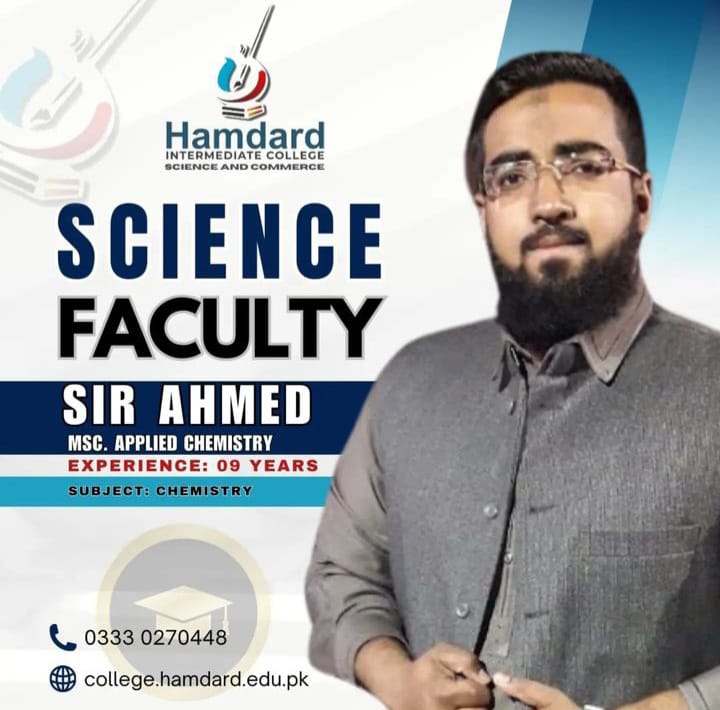 Hamdard
INTERMEDIATE COLLEGE
SCIENCE AND COMMERCE
SCIENCE
FACULTY
SIR AHMED
MSC. APPLIED CHEMISTRY
EXPERIENCE: 09 YEARS
SUBJECT: CHEMISTRY
0333 0270448
college.hamdard.edu.pk